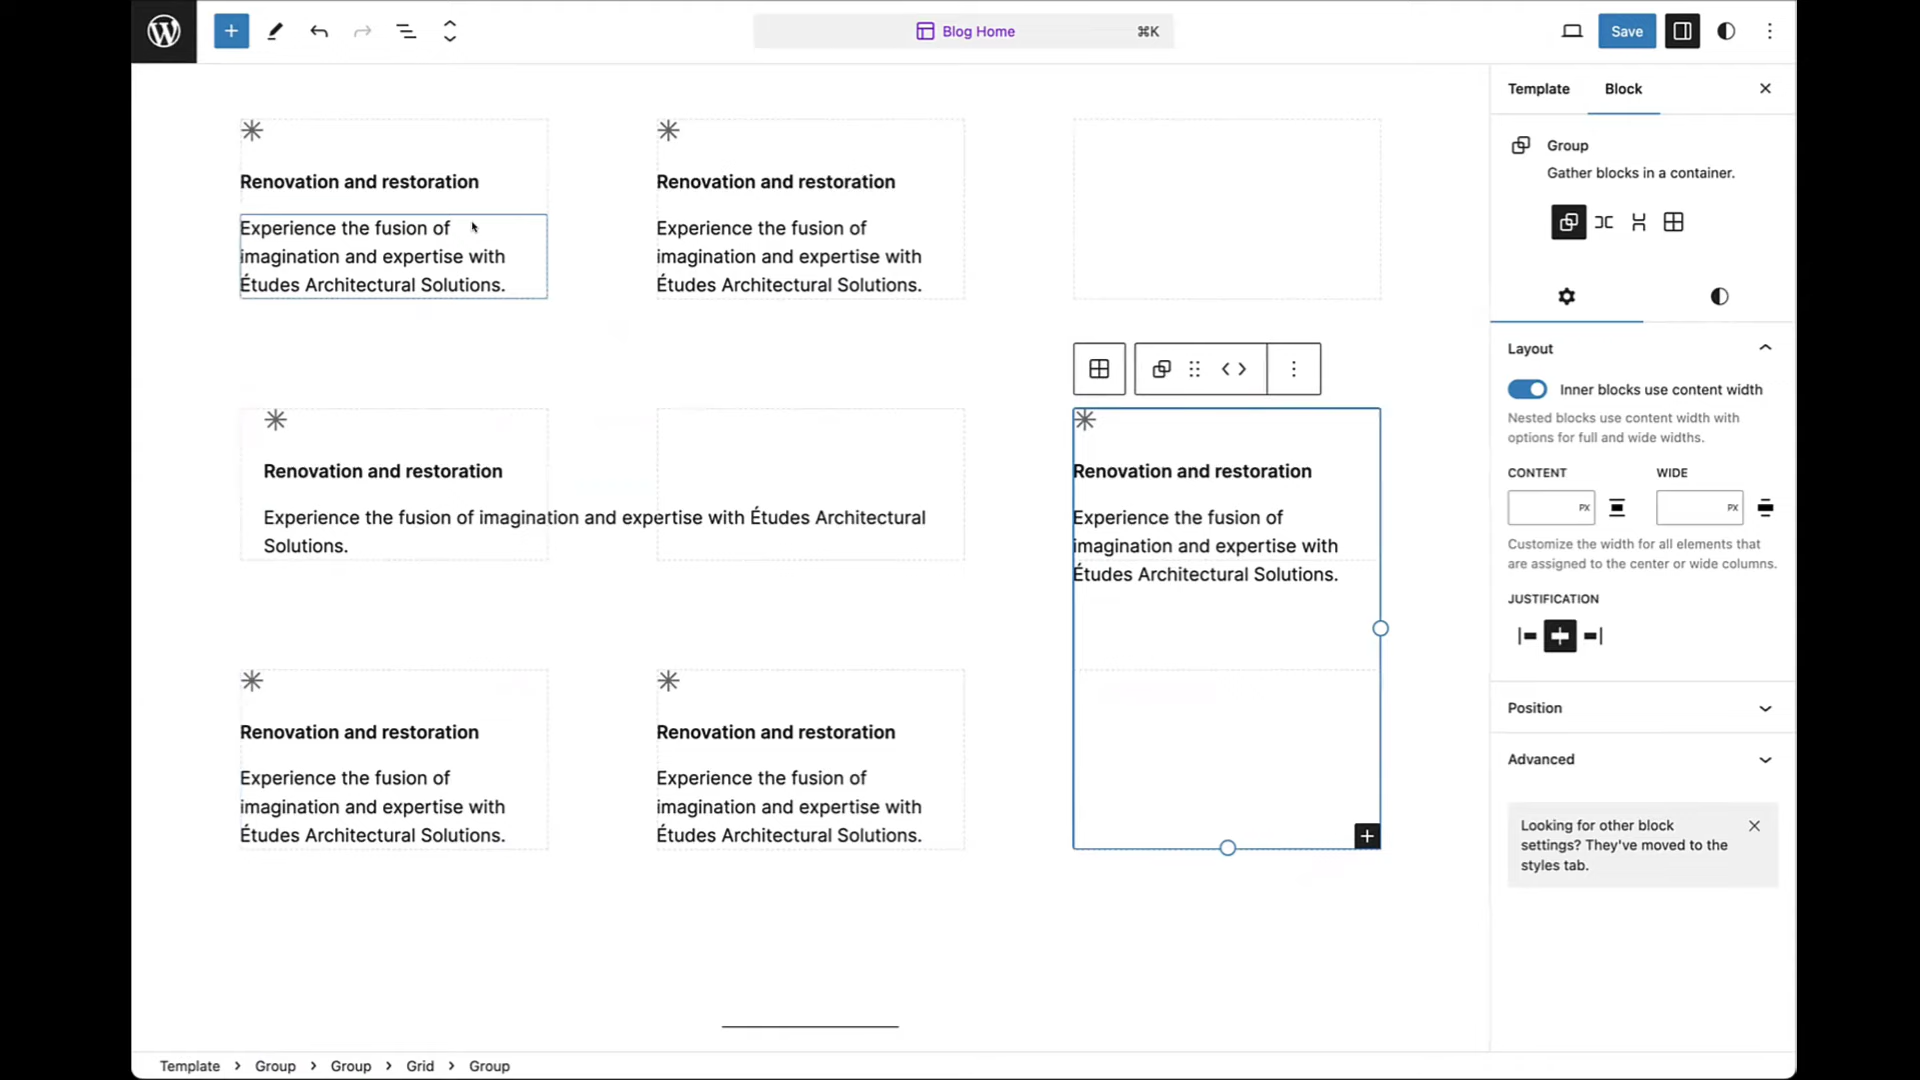 Blog Home ⌘K
Save
Renovation and restoration
Experience the fusion of
imagination and expertise with
Études Architectural Solutions.
Renovation and restoration
Experience the fusion of
imagination and expertise with
Études Architectural Solutions.
Renovation and restoration
Experience the fusion of imagination and expertise with Études Architectural
Solutions.
Renovation and restoration
Experience the fusion of
imagination and expertise with
Études Architectural Solutions.
Renovation and restoration
Experience the fusion of
imagination and expertise with
Études Architectural Solutions.
Renovation and restoration
Experience the fusion of
imagination and expertise with
Études Architectural Solutions.
Template Block
Group
Gather blocks in a container.
Layout
Inner blocks use content width
Nested blocks use content width with
options for full and wide widths.
CONTENT WIDE
PX PX
Customize the width for all elements that
are assigned to the center or wide columns.
JUSTIFICATION
Position
Advanced
Looking for other block
settings? They've moved to the
styles tab.
Template > Group > Group > Grid > Group